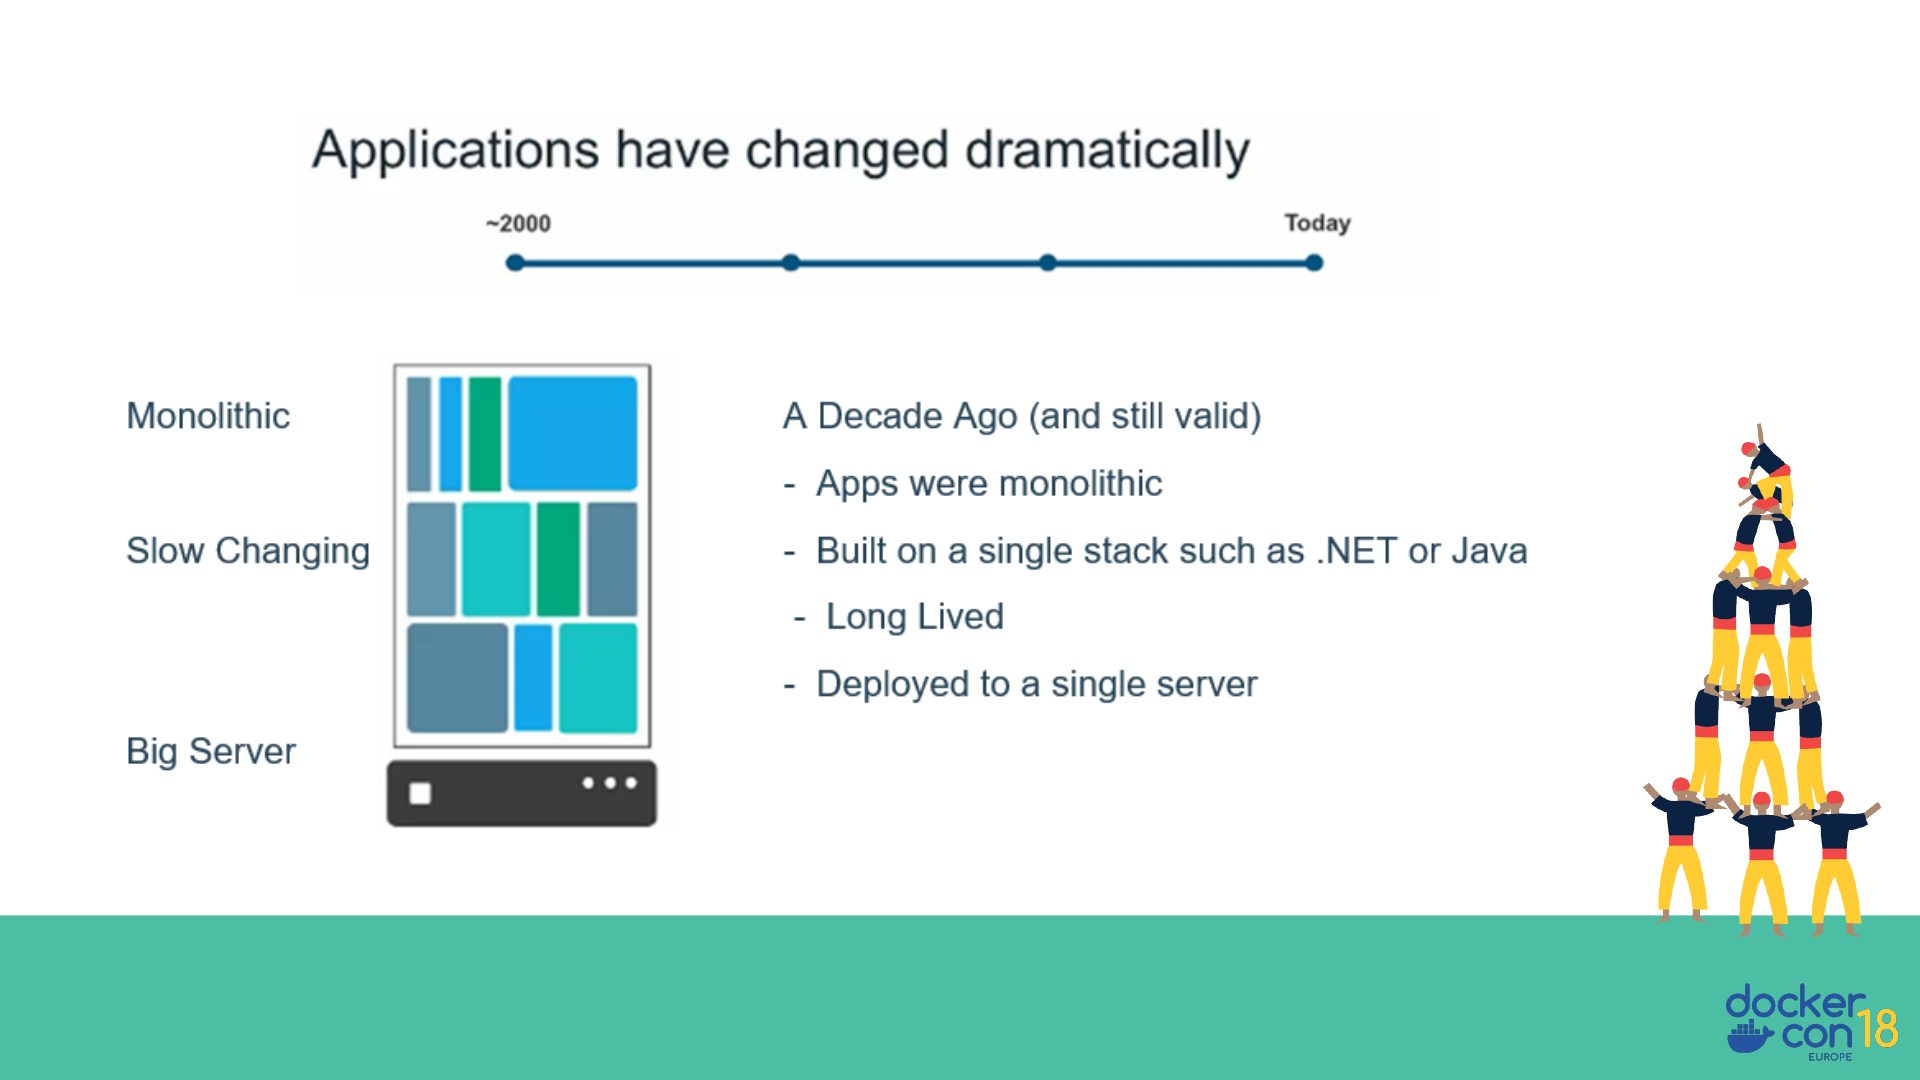 Applications have changed dramatically
~2000
Today
Monolithic
Slow Changing
Big Server
A Decade Ago (and still valid)
- Apps were monolithic
- Built on a single stack such as .NET or Java
- Long Lived
- Deployed to a single server
docker
con 18
EUROPE